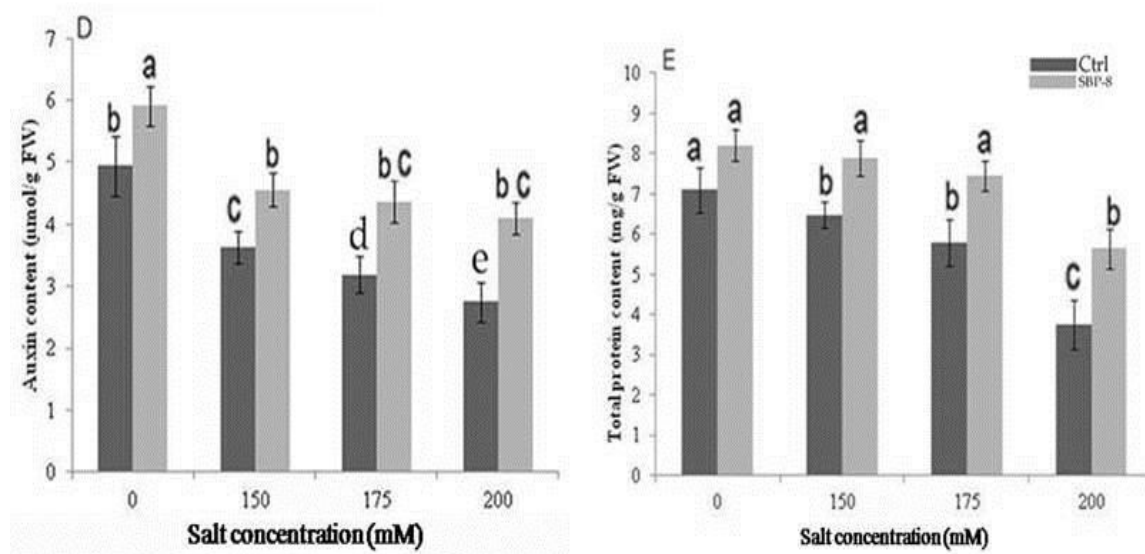 D
Auxin content (µmol/g FW)
7
6
5
4
3
2
1
0
b
a
c
b
d
b c
e
b c
0 150 175 200
Salt concentration (mM)
E
Ctrl
SBP-8
Total protein content (mg/g FW)
10
9
8
7
6
5
4
3
2
1
0
a
a
b
a
b
a
c
b
0 150 175 200
Salt concentration (mM)